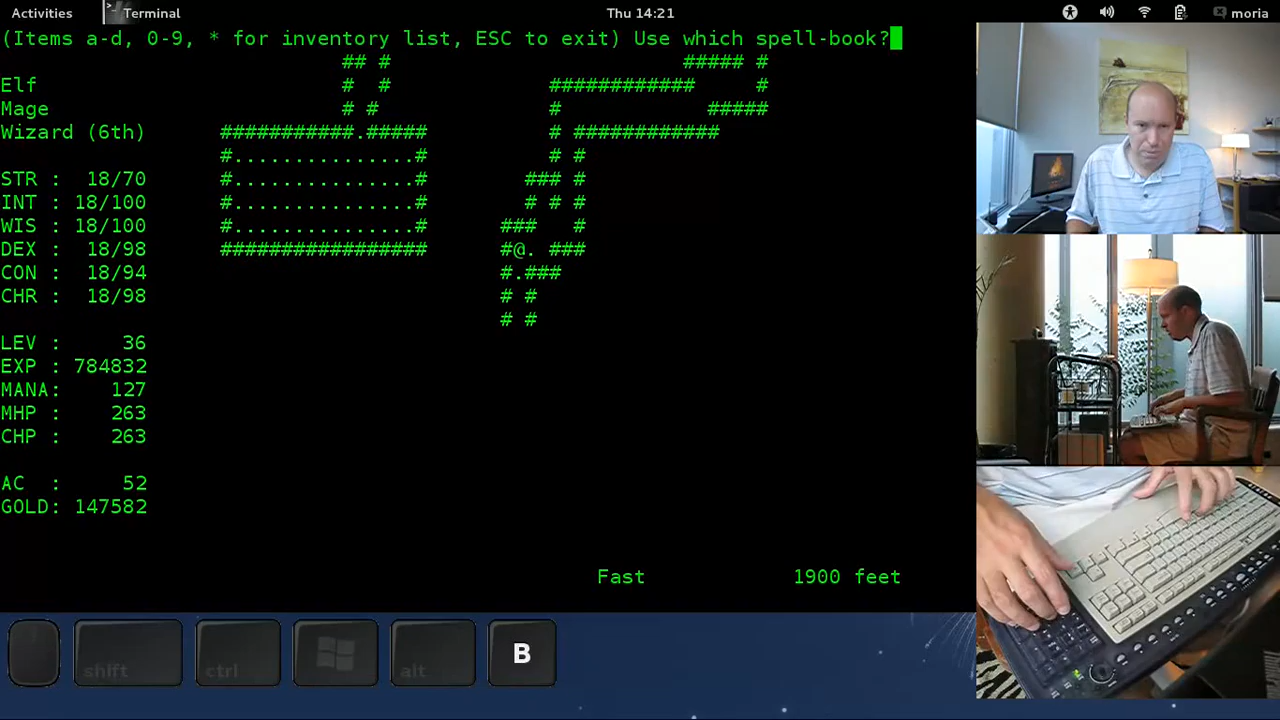 Activities Terminal Thu 14:21 moria
(Items a-d, 0-9, * for inventory list, ESC to exit) Use which spell-book?
## # ##### #
Elf # # ############ #
Mage # # # #####
Wizard (6th) ###########.##### # ############
#...............# # #
STR : 18/70 #...............# ### #
INT : 18/100 #...............# # # #
WIS : 18/100 #...............# ### #
DEX : 18/98 ################# #@. ###
CON : 18/94 #.###
CHR : 18/98 # #
# #
LEV : 36
EXP : 784832
MANA: 127
MHP : 263
CHP : 263
AC : 52
GOLD: 147582
Fast 1900 feet
shift ctrl alt B